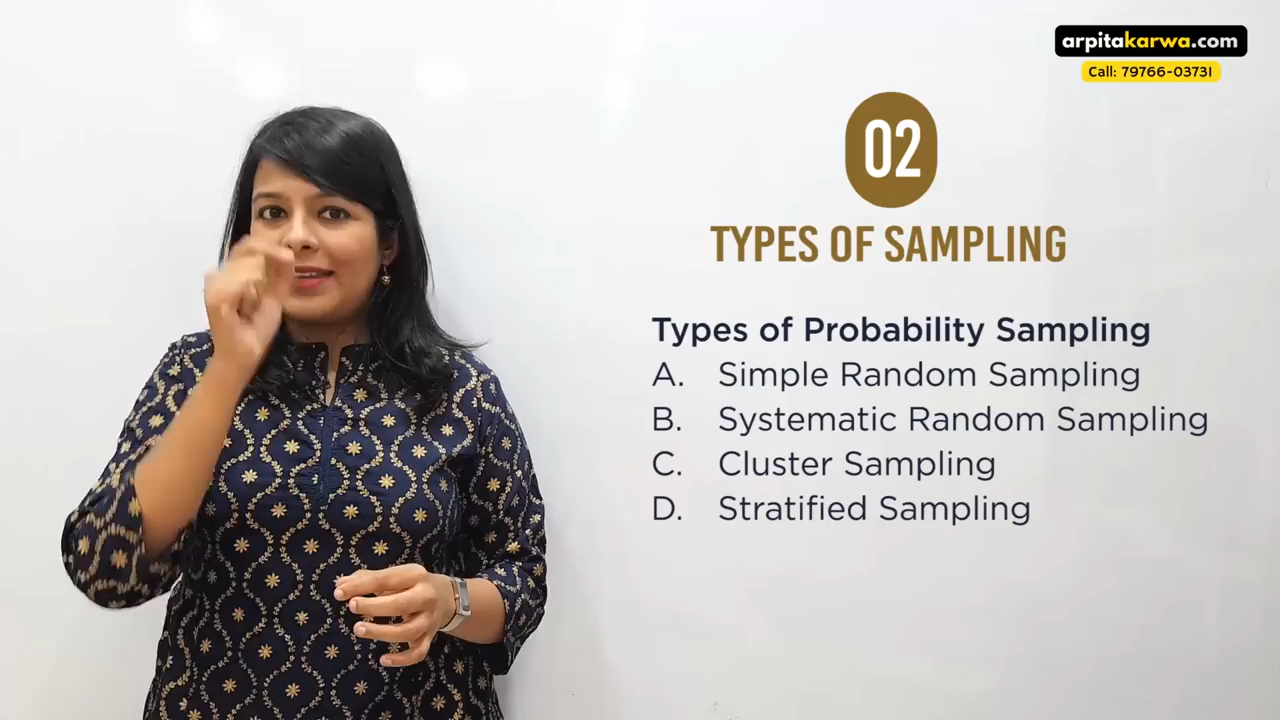 arpitakarwa.com
Call: 79766-03731
02
TYPES OF SAMPLING
Types of Probability Sampling
A. Simple Random Sampling
B. Systematic Random Sampling
C. Cluster Sampling
D. Stratified Sampling